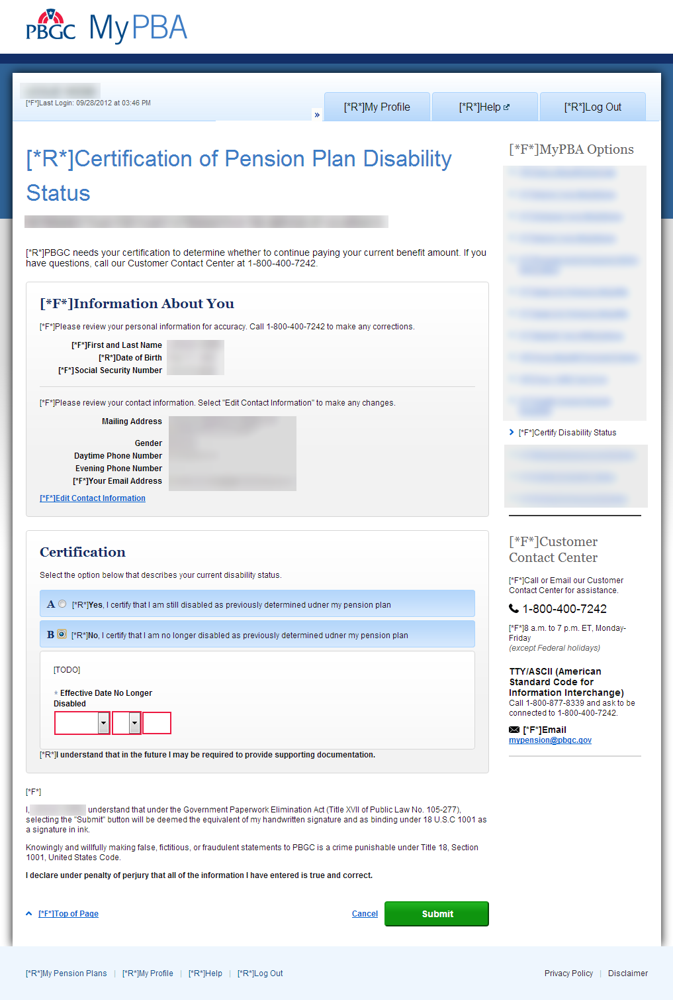 PBGC MyPBA
[*F*]Last Login: 09/28/2012 at 03:46 PM
»
[*R*]My Profile
[*R*]Help
[*R*]Log Out
[*R*]Certification of Pension Plan Disability
Status
[*R*]PBGC needs your certification to determine whether to continue paying your current benefit amount. If you
have questions, call our Customer Contact Center at 1-800-400-7242.
[*F*]Information About You
[*F*]Please review your personal information for accuracy. Call 1-800-400-7242 to make any corrections.
[*F*]First and Last Name
[*R*]Date of Birth
[*F*]Social Security Number
[*F*]Please review your contact information. Select "Edit Contact Information" to make any changes.
Mailing Address
Gender
Daytime Phone Number
Evening Phone Number
[*F*]Your Email Address
[*F*]Edit Contact Information
Certification
Select the option below that describes your current disability status.
A [*R*]Yes, I certify that I am still disabled as previously determined udner my pension plan
B [*R*]No, I certify that I am no longer disabled as previously determined udner my pension plan
[TODO]
* Effective Date No Longer
Disabled
[*R*]I understand that in the future I may be required to provide supporting documentation.
[*F*]
I, understand that under the Government Paperwork Elimination Act (Title XVII of Public Law No. 105-277),
selecting the "Submit" button will be deemed the equivalent of my handwritten signature and as binding under 18 U.S.C 1001 as
a signature in ink.
Knowingly and willfully making false, fictitious, or fraudulent statements to PBGC is a crime punishable under Title 18, Section
1001, United States Code.
I declare under penalty of perjury that all of the information I have entered is true and correct.
[*F*]Top of Page
Cancel
Submit
[*F*]MyPBA Options
[*F*]Certify Disability Status
[*F*]Customer
Contact Center
[*F*]Call or Email our Customer
Contact Center for assistance.
1-800-400-7242
[*F*]8 a.m. to 7 p.m. ET, Monday-
Friday
(except Federal holidays)
TTY/ASCII (American
Standard Code for
Information Interchange)
Call 1-800-877-8339 and ask to be
connected to 1-800-400-7242.
[*F*]Email
mypension@pbgc.gov
[*R*]My Pension Plans | [*R*]My Profile | [*R*]Help | [*R*]Log Out
Privacy Policy | Disclaimer